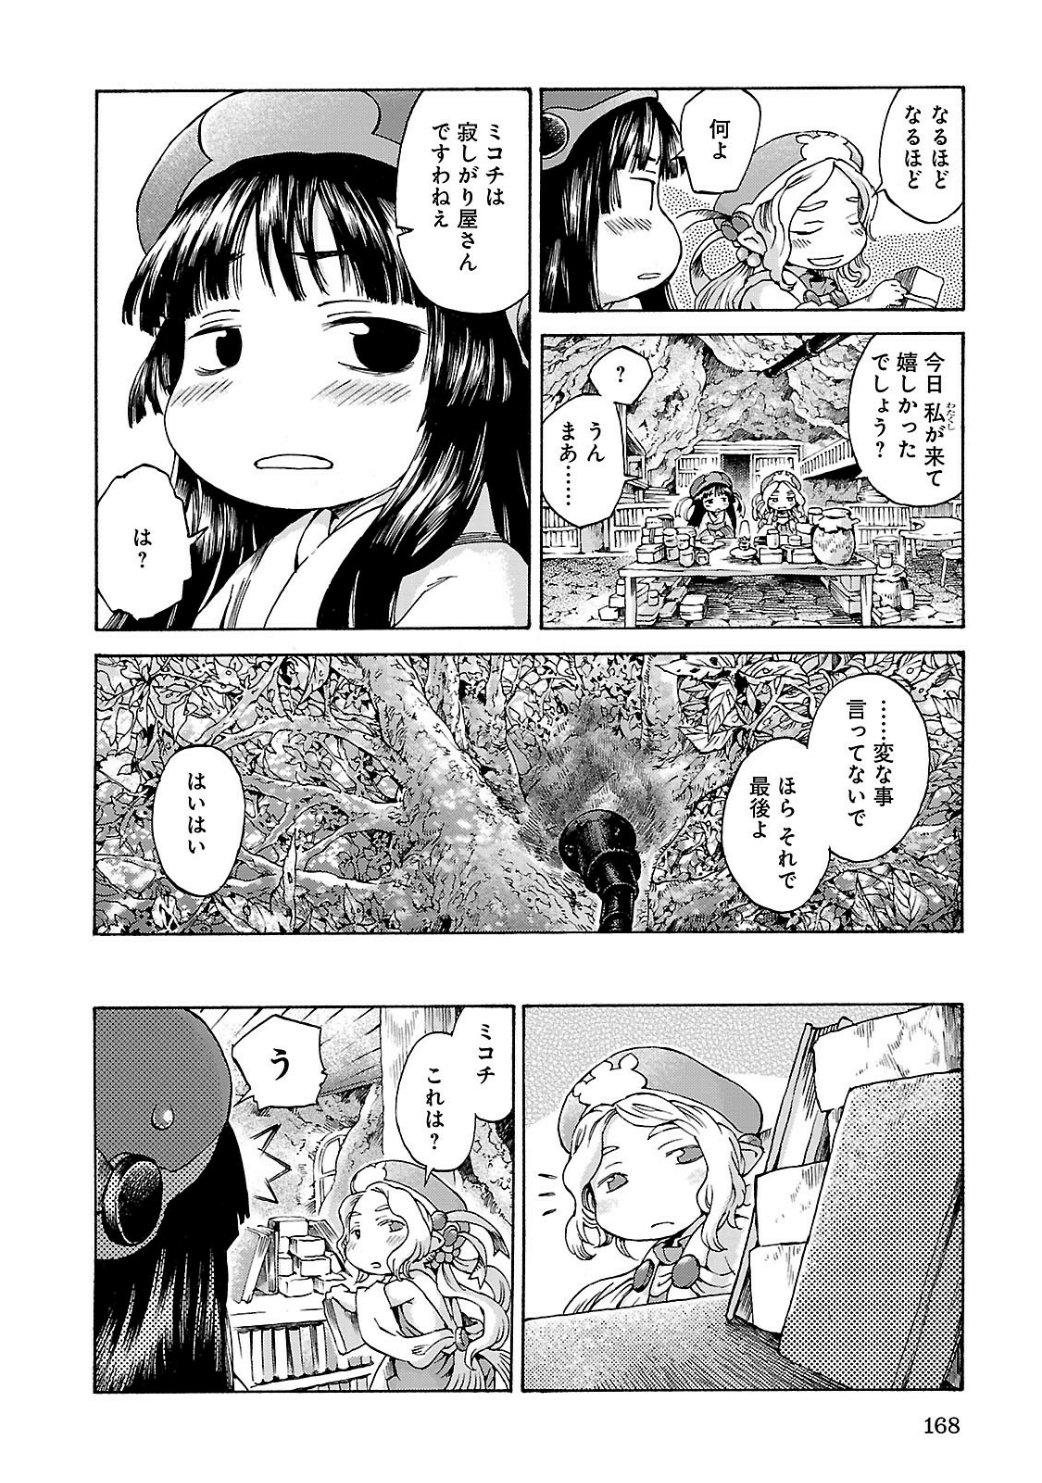 なるほど
なるほど
何よ
今日 私が来て
わたくし
嬉しかった
でしょう？
？
うん
まあ……
ミコチは
寂しがり屋さん
ですわねえ
は？
……変な事
言ってないで
ほら それで
最後よ
はいはい
ミコチ
これは？
う
168